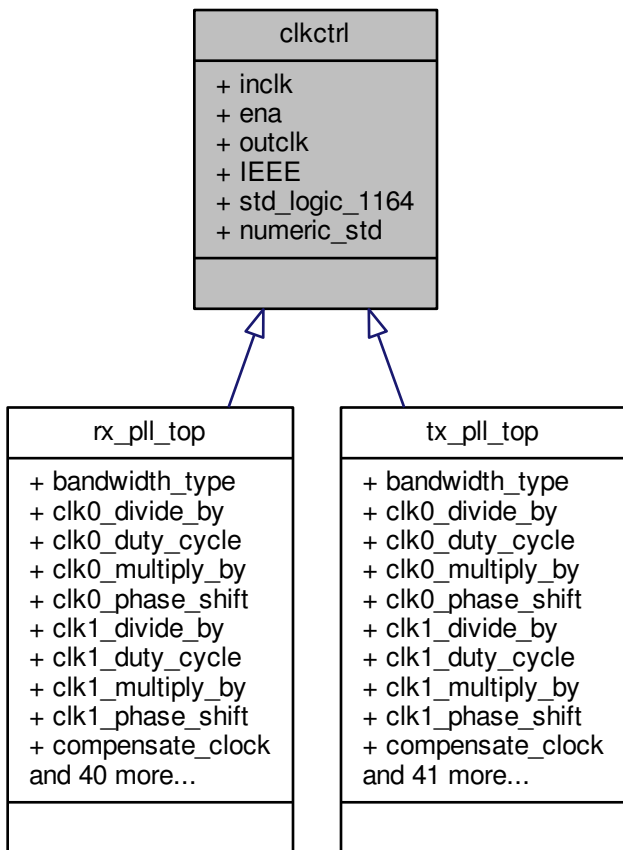 clkctrl
+ inclk
+ ena
+ outclk
+ IEEE
+ std_logic_1164
+ numeric_std
rx_pll_top
+ bandwidth_type
+ clk0_divide_by
+ clk0_duty_cycle
+ clk0_multiply_by
+ clk0_phase_shift
+ clk1_divide_by
+ clk1_duty_cycle
+ clk1_multiply_by
+ clk1_phase_shift
+ compensate_clock
and 40 more...
tx_pll_top
+ bandwidth_type
+ clk0_divide_by
+ clk0_duty_cycle
+ clk0_multiply_by
+ clk0_phase_shift
+ clk1_divide_by
+ clk1_duty_cycle
+ clk1_multiply_by
+ clk1_phase_shift
+ compensate_clock
and 41 more...